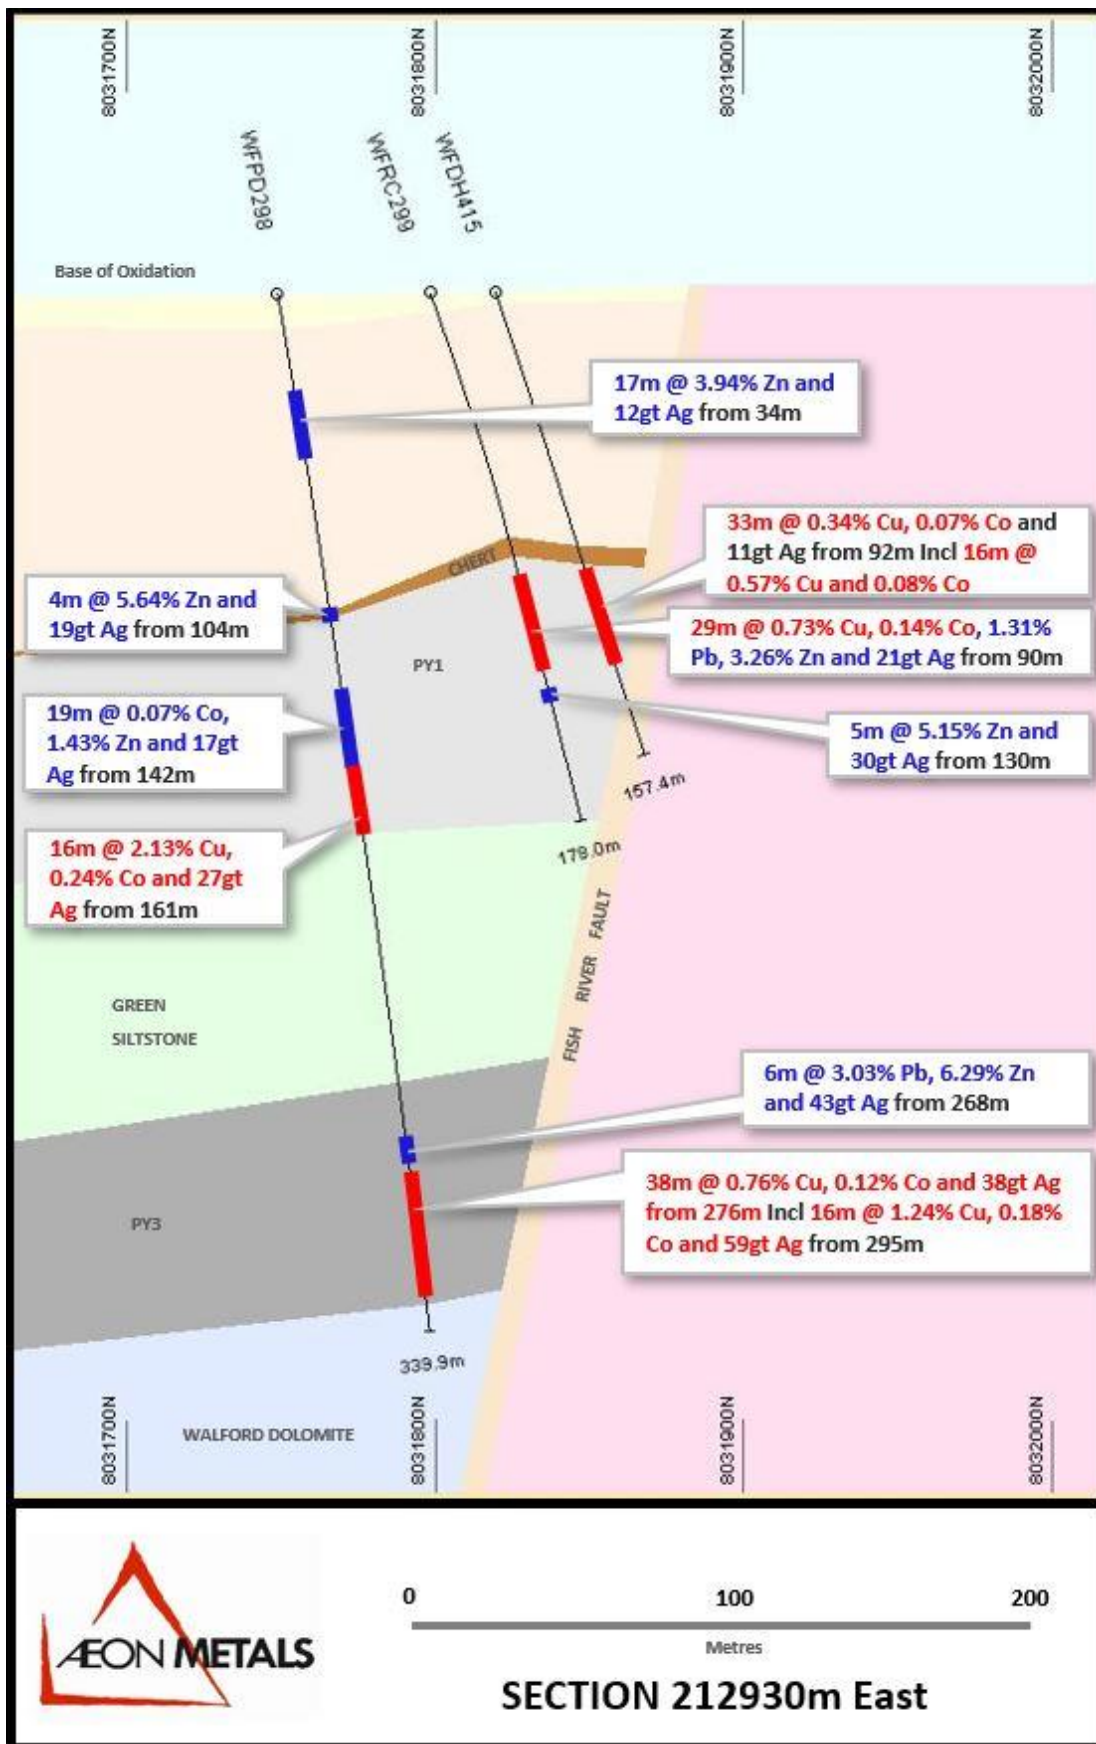 8031700N
8031800N
8031900N
8032000N
WFPD298
WFRC299
WFDH415
Base of Oxidation
17m @ 3.94% Zn and
12gt Ag from 34m
33m @ 0.34% Cu, 0.07% Co and
11gt Ag from 92m Incl 16m @
0.57% Cu and 0.08% Co
CHERT
4m @ 5.64% Zn and
19gt Ag from 104m
29m @ 0.73% Cu, 0.14% Co, 1.31%
Pb, 3.26% Zn and 21gt Ag from 90m
PY1
19m @ 0.07% Co,
1.43% Zn and 17gt
Ag from 142m
5m @ 5.15% Zn and
30gt Ag from 130m
157.4m
16m @ 2.13% Cu,
0.24% Co and 27gt
Ag from 161m
179.0m
FISH RIVER FAULT
GREEN
SILTSTONE
6m @ 3.03% Pb, 6.29% Zn
and 43gt Ag from 268m
38m @ 0.76% Cu, 0.12% Co and 38gt Ag
from 276m Incl 16m @ 1.24% Cu, 0.18%
Co and 59gt Ag from 295m
PY3
339.9m
WALFORD DOLOMITE
8031700N
8031800N
8031900N
8032000N
ÆON METALS
0
100
200
Metres
SECTION 212930m East